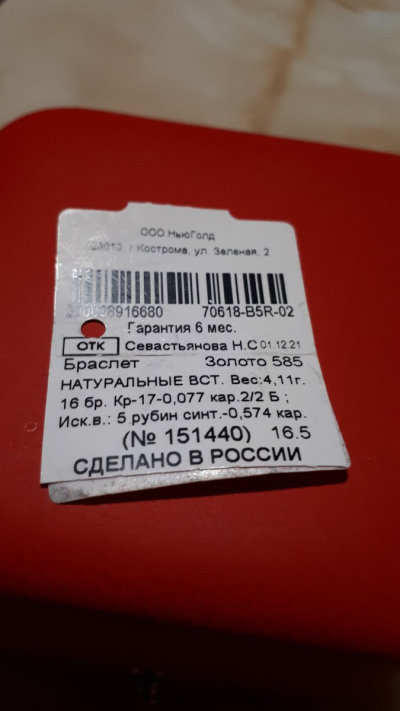 ООО НьюГолд
г.Кострома, ул. Зеленая, 2
70618-B5R-02
Гарантия 6 мес.
ОТК Севастьянова Н.С 01.12.21
Браслет Золото 585
НАТУРАЛЬНЫЕ ВСТ. Вес:4,11г.
16 бр. Кр-17-0,077 кар.2/2 Б ;
Иск.в.: 5 рубин синт.-0,574 кар.
(№ 151440) 16.5
СДЕЛАНО В РОССИИ